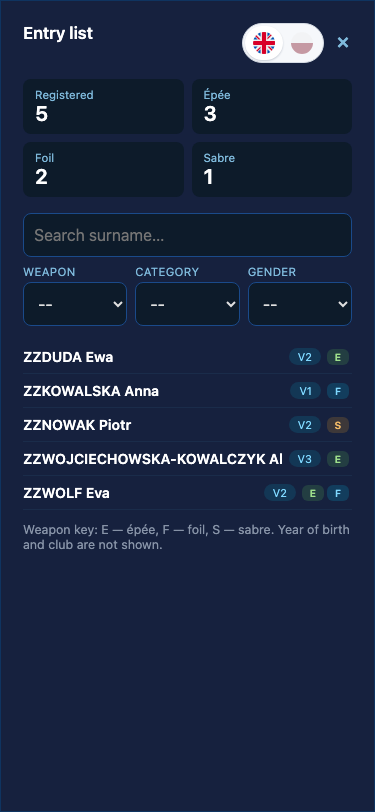 Entry list
×
Registered
5
Épée
3
Foil
2
Sabre
1
Search surname...
WEAPON
CATEGORY
GENDER
--
--
--
ZZDUDA Ewa V2 E
ZZKOWALSKA Anna V1 F
ZZNOWAK Piotr V2 S
ZZWOJCIECHOWSKA-KOWALCZYK Al V3 E
ZZWOLF Eva V2 E F
Weapon key: E — épée, F — foil, S — sabre. Year of birth
and club are not shown.